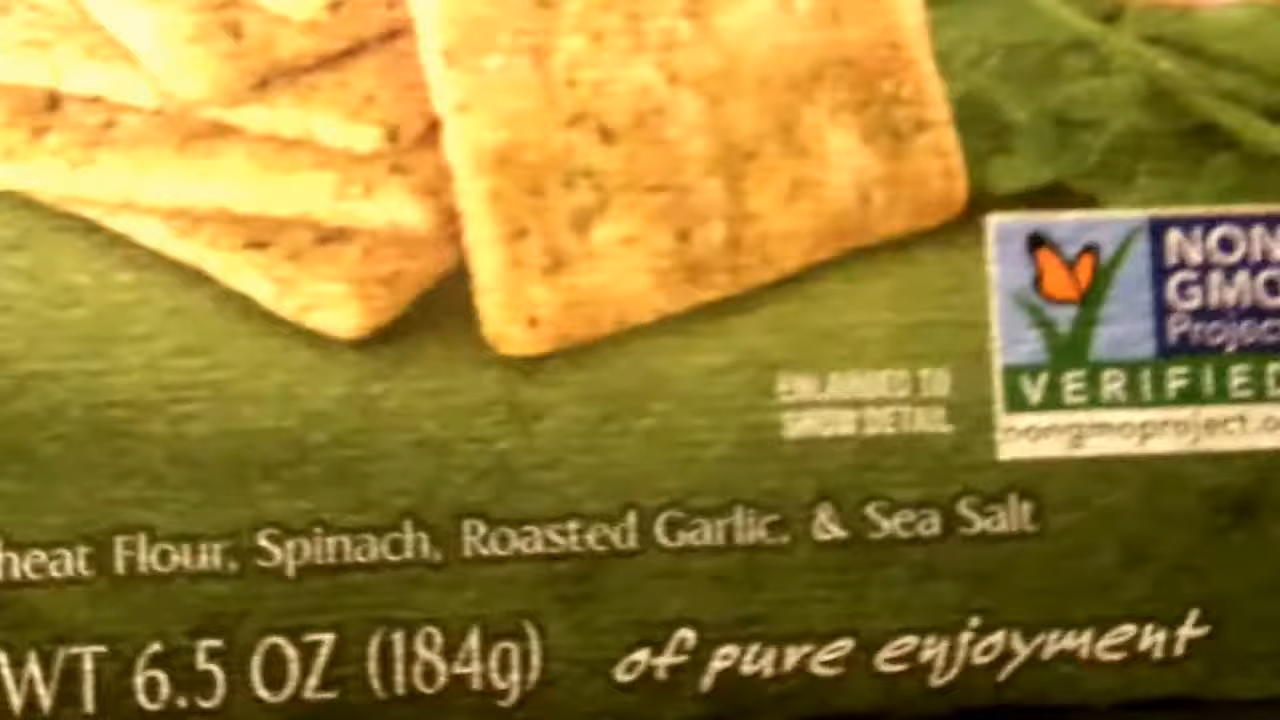 NON
GMO
Project
VERIFIED
nongmoproject.o
ENLARGED TO
SHOW DETAIL
heat Flour, Spinach, Roasted Garlic, & Sea Salt
WT 6.5 OZ (184g) of pure enjoyment